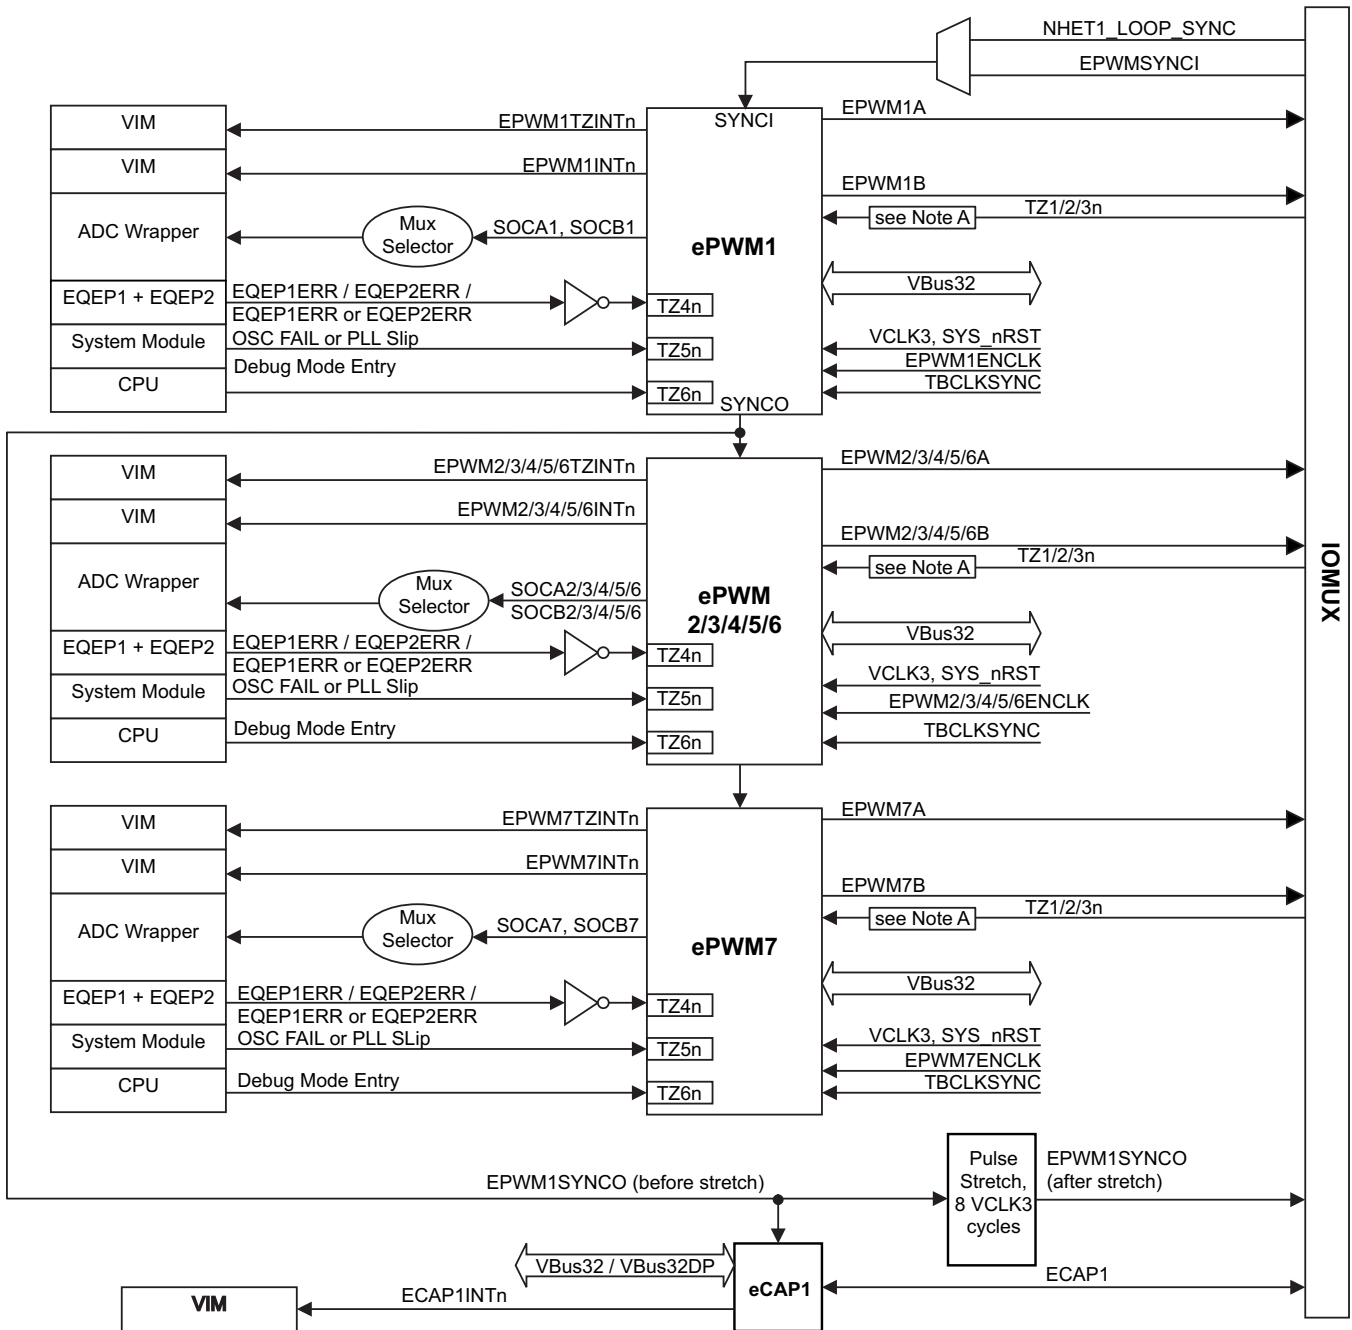 NHET1_LOOP_SYNC
EPWMSYNCI
VIM
EPWM1TZINTn
SYNCI
EPWM1A
VIM
EPWM1INTn
EPWM1B
TZ1/2/3n
see Note A
ADC Wrapper
Mux
Selector
SOCA1, SOCB1
ePWM1
VBus32
EQEP1 + EQEP2
EQEP1ERR / EQEP2ERR /
EQEP1ERR or EQEP2ERR
TZ4n
System Module
OSC FAIL or PLL Slip
TZ5n
VCLK3, SYS_nRST
EPWM1ENCLK
TBCLKSYNC
CPU
Debug Mode Entry
TZ6n
SYNCO
VIM
EPWM2/3/4/5/6TZINTn
EPWM2/3/4/5/6A
VIM
EPWM2/3/4/5/6INTn
EPWM2/3/4/5/6B
TZ1/2/3n
see Note A
IOMUX
ADC Wrapper
Mux
Selector
SOCA2/3/4/5/6
SOCB2/3/4/5/6
ePWM
2/3/4/5/6
VBus32
EQEP1 + EQEP2
EQEP1ERR / EQEP2ERR /
EQEP1ERR or EQEP2ERR
TZ4n
System Module
OSC FAIL or PLL Slip
TZ5n
VCLK3, SYS_nRST
EPWM2/3/4/5/6ENCLK
TBCLKSYNC
CPU
Debug Mode Entry
TZ6n
VIM
EPWM7TZINTn
EPWM7A
VIM
EPWM7INTn
EPWM7B
TZ1/2/3n
see Note A
ADC Wrapper
Mux
Selector
SOCA7, SOCB7
ePWM7
VBus32
EQEP1 + EQEP2
EQEP1ERR / EQEP2ERR /
EQEP1ERR or EQEP2ERR
TZ4n
System Module
OSC FAIL or PLL SLip
TZ5n
VCLK3, SYS_nRST
EPWM7ENCLK
TBCLKSYNC
CPU
Debug Mode Entry
TZ6n
EPWM1SYNCO (before stretch)
Pulse
Stretch,
8 VCLK3
cycles
EPWM1SYNCO
(after stretch)
VBus32 / VBus32DP
eCAP1
ECAP1
VIM
ECAP1INTn